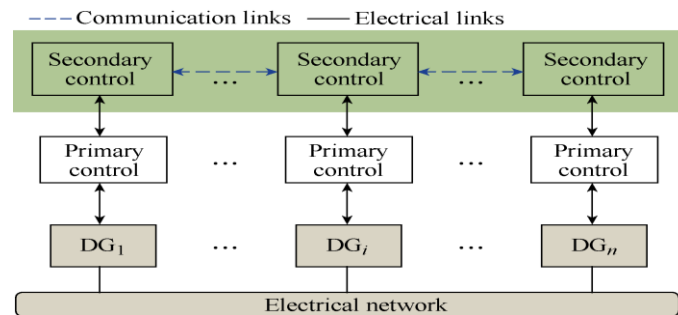 Communication links Electrical links
Secondary Secondary Secondary
control control control
... ...
Primary Primary Primary
control ... control ... control
DG1 ... DGi ... DGn
Electrical network